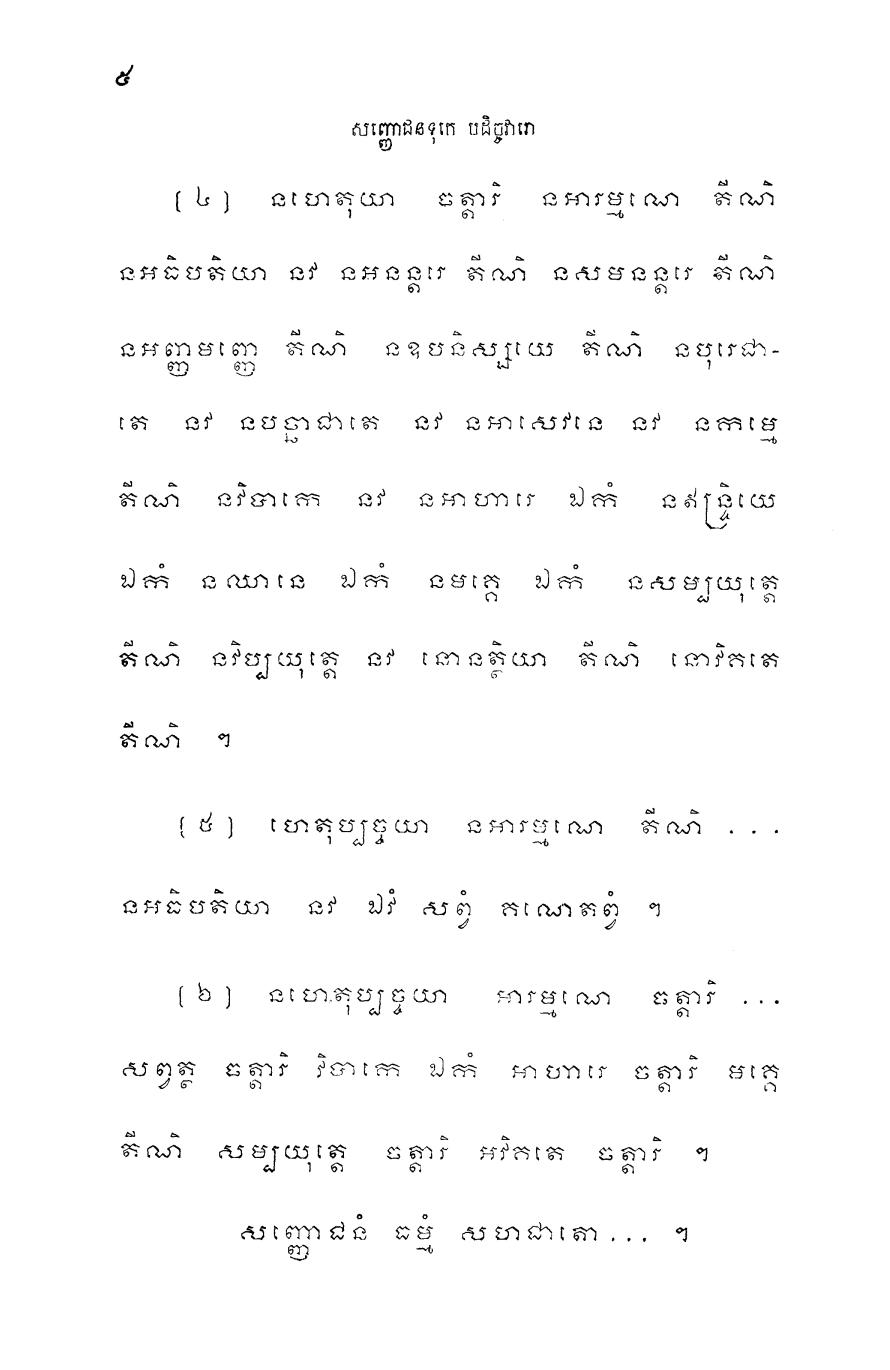 ៥
សញ្ញោជនទុកេ បដិច្ចវារោ
(៤) នហេតុយា ចត្តារិ នអារម្មណេ តីណិ
នអធិបតិយា នវ នអនន្តរេ តីណិ នសមនន្តរេ តីណិ
នអញ្ញមញ្ញេ តីណិ នឧបនិស្សយេ តីណិ នបុរេជា-
តេ នវ នបច្ឆាជាតេ នវ នអាសេវនេ នវ នកម្មេ
តីណិ នវិបាកេ នវ នអាហារេ ឯកំ នឥន្ទ្រិយេ
ឯកំ នឈានេ ឯកំ នមគ្គេ ឯកំ នសម្បយុត្តេ
តីណិ នវិប្បយុត្តេ នវ នោនត្ថិយា តីណិ នោវិគតេ
តីណិ ។
(៥) ហេតុប្បច្ចយា នអារម្មណេ តីណិ ...
នអធិបតិយា នវ ឯវំ សព្វំ គណេតព្វំ ។
(៦) នហេតុប្បច្ចយា អារម្មណេ ចត្តារិ ...
សព្វត្ថ ចត្តារិ វិបាកេ ឯកំ អាហារេ ចត្តារិ មគ្គេ
តីណិ សម្បយុត្តេ ចត្តារិ អវិគតេ ចត្តារិ ។
សញ្ញោជនំ ធម្មំ សហជាតោ... ។